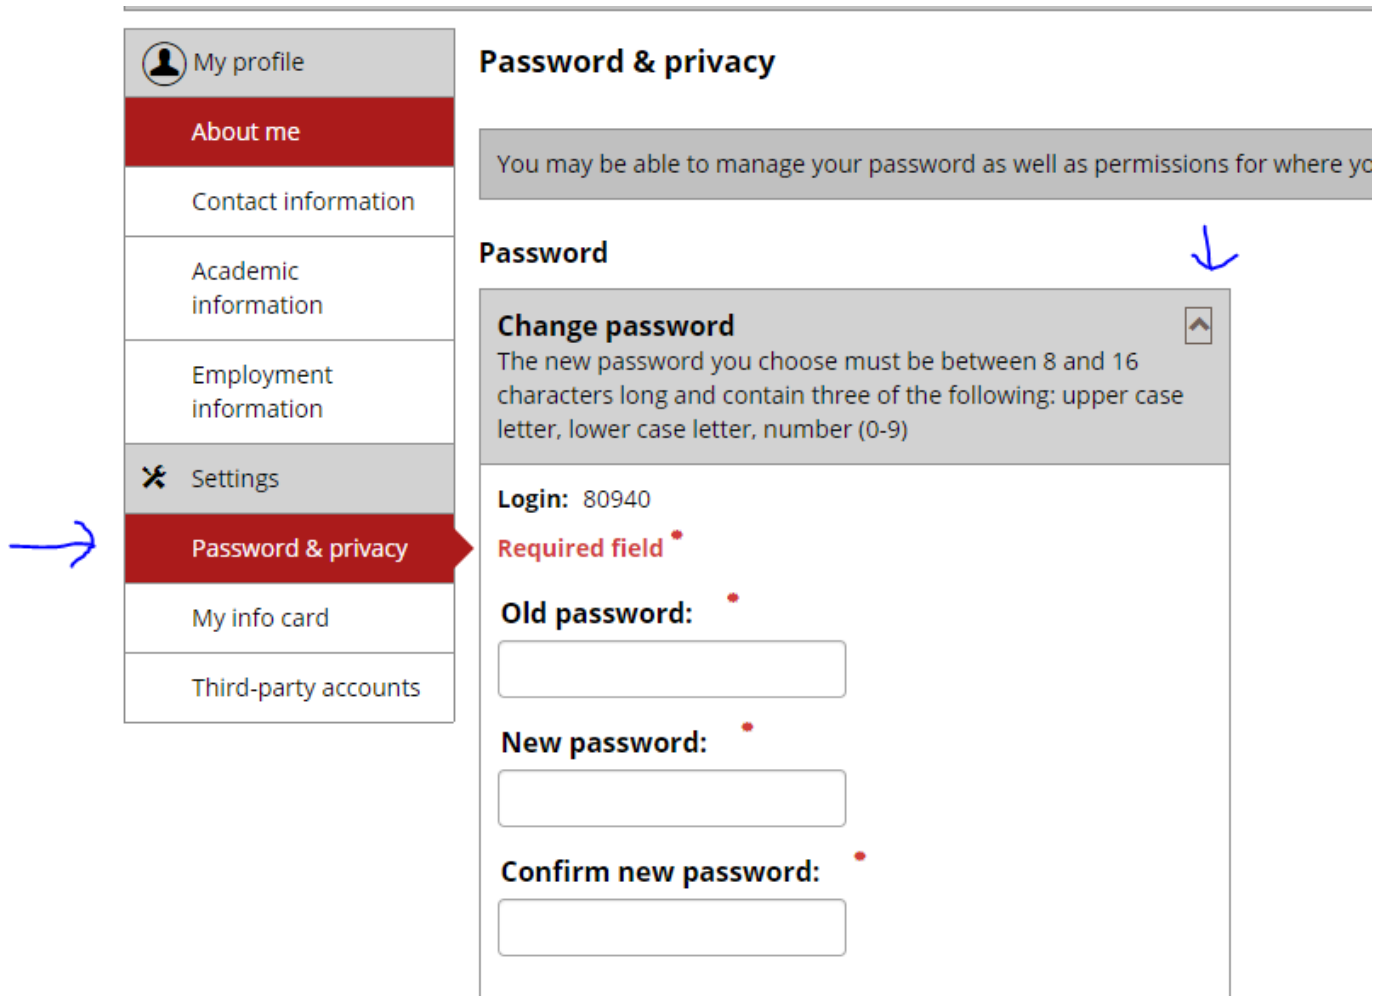 My profile
About me
Contact information
Academic
information
Employment
information
Settings
Password & privacy
My info card
Third-party accounts
Password & privacy
You may be able to manage your password as well as permissions for where yo
Password
Change password
The new password you choose must be between 8 and 16
characters long and contain three of the following: upper case
letter, lower case letter, number (0-9)
Login: 80940
Required field *
Old password: *
New password: *
Confirm new password: *